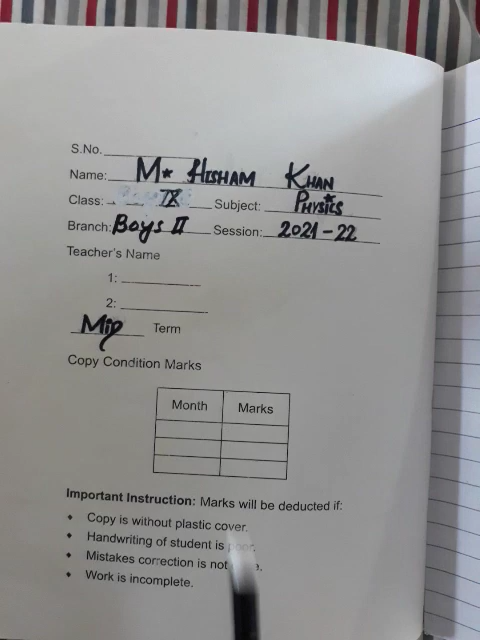 S.No.
Name: M* HISHAM KHAN
Class: IX Subject: PHYSICS
Branch: Boys II Session: 2021-22
Teacher's Name
1:
2:
MiD Term
Copy Condition Marks
Month Marks
Important Instruction: Marks will be deducted if:
• Copy is without plastic cover.
• Handwriting of student is poor.
• Mistakes correction is not
• Work is incomplete.